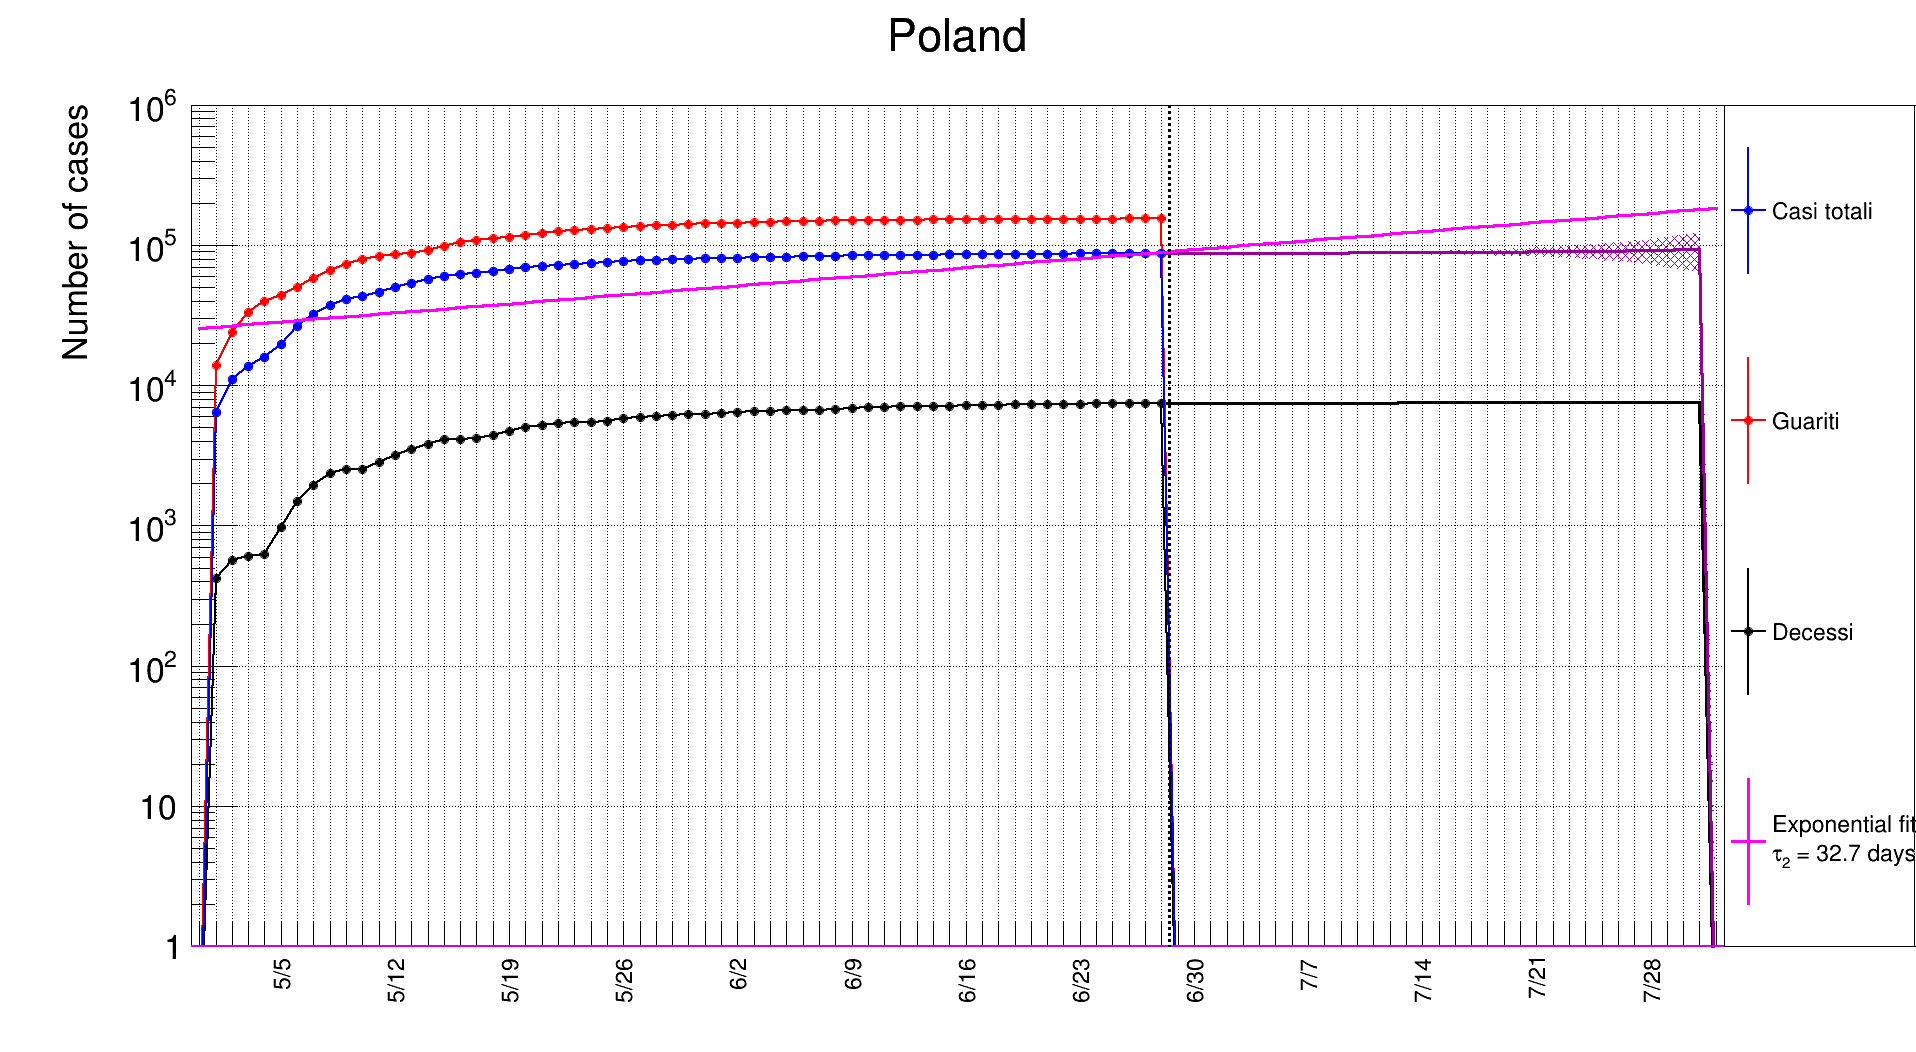 Poland
Number of cases
10^6
10^5
10^4
10^3
10^2
10
1
5/5
5/12
5/19
5/26
6/2
6/9
6/16
6/23
6/30
7/7
7/14
7/21
7/28
Casi totali
Guariti
Decessi
Exponential fit
τ_2 = 32.7 days